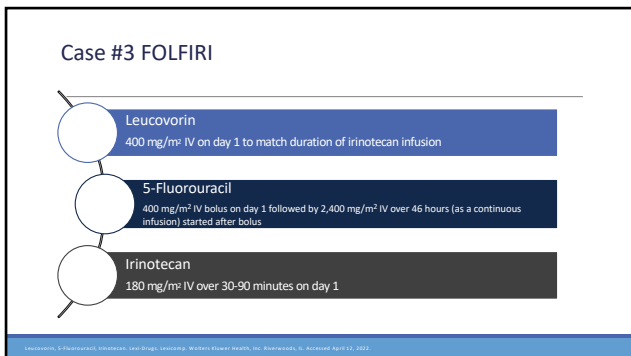 Case #3 FOLFIRI
Leucovorin
400 mg/m² IV on day 1 to match duration of irinotecan infusion
5-Fluorouracil
400 mg/m² IV bolus on day 1 followed by 2,400 mg/m² IV over 46 hours (as a continuous
infusion) started after bolus
Irinotecan
180 mg/m² IV over 30-90 minutes on day 1
Leucovorin, 5-Fluorouracil, Irinotecan. Lexi-Drugs. Lexicomp. Wolters Kluwer Health, Inc. Riverwoods, IL. Accessed April 12, 2022.